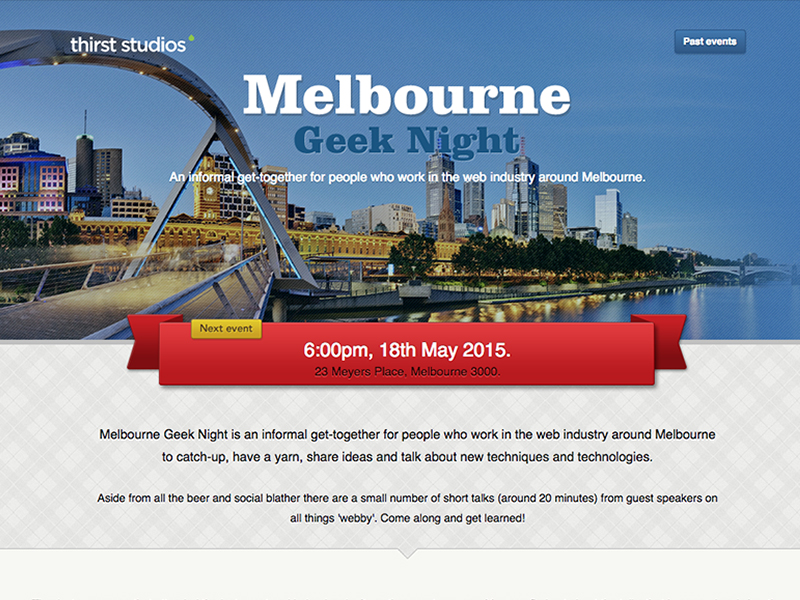 thirst studios
Past events
Melbourne
Geek Night
An informal get-together for people who work in the web industry around Melbourne.
Next event
6:00pm, 18th May 2015.
23 Meyers Place, Melbourne 3000.
Melbourne Geek Night is an informal get-together for people who work in the web industry around Melbourne
to catch-up, have a yarn, share ideas and talk about new techniques and technologies.
Aside from all the beer and social blather there are a small number of short talks (around 20 minutes) from guest speakers on
all things 'webby'. Come along and get learned!